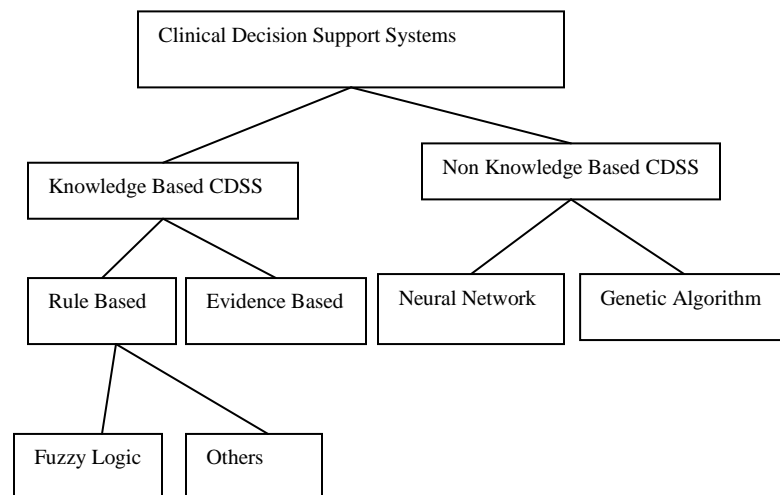 Clinical Decision Support Systems
Knowledge Based CDSS
Non Knowledge Based CDSS
Rule Based
Evidence Based
Neural Network
Genetic Algorithm
Fuzzy Logic
Others